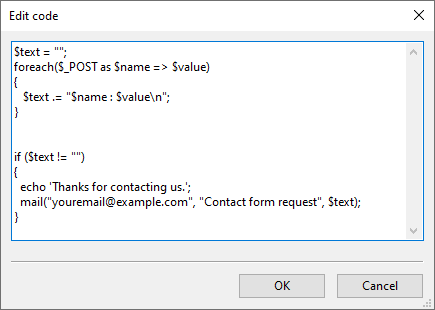 Edit code
$text = "";
foreach($_POST as $name => $value)
{
$text .= "$name : $value\n";
}
if ($text != "")
{
echo 'Thanks for contacting us.';
mail("youremail@example.com", "Contact form request", $text);
}
OK
Cancel